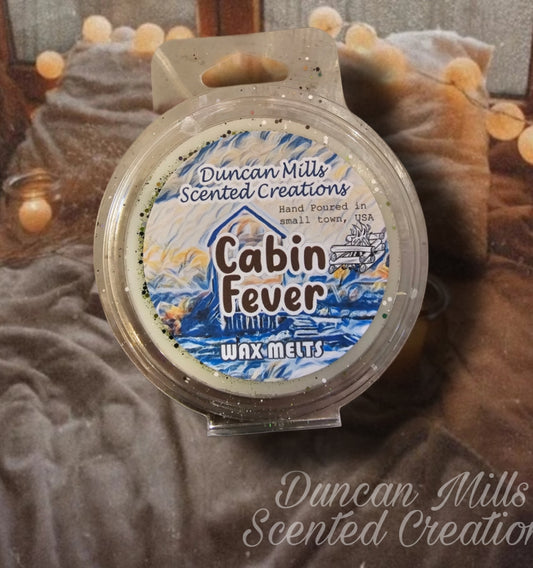 Duncan Mills
Scented Creations
Hand Poured in
small town, USA
Cabin
Fever
WAX MELTS
Duncan Mills
Scented Creation